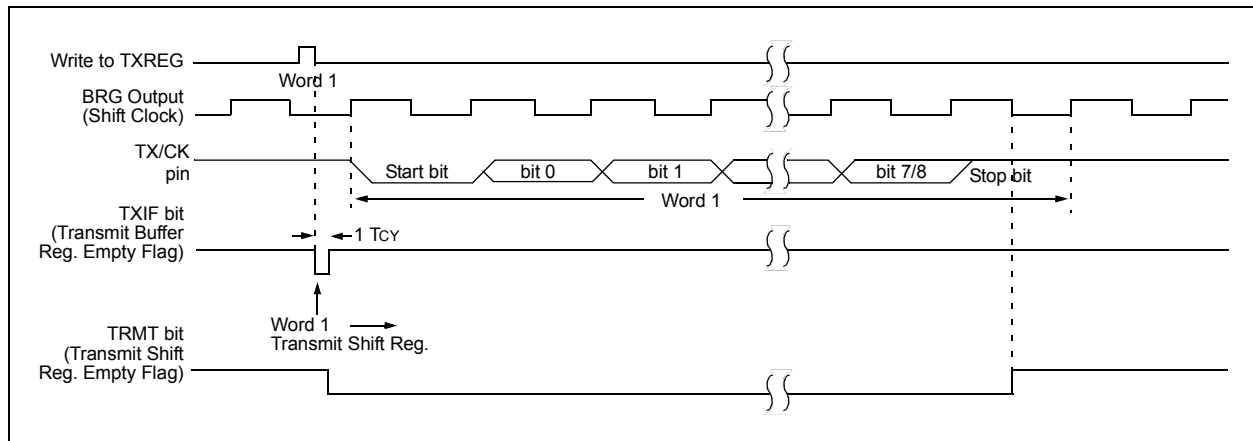 Write to TXREG
Word 1
BRG Output
(Shift Clock)
TX/CK
pin
Start bit
bit 0
bit 1
bit 7/8
Stop bit
Word 1
TXIF bit
(Transmit Buffer
Reg. Empty Flag)
1 TCY
Word 1
Transmit Shift Reg.
TRMT bit
(Transmit Shift
Reg. Empty Flag)